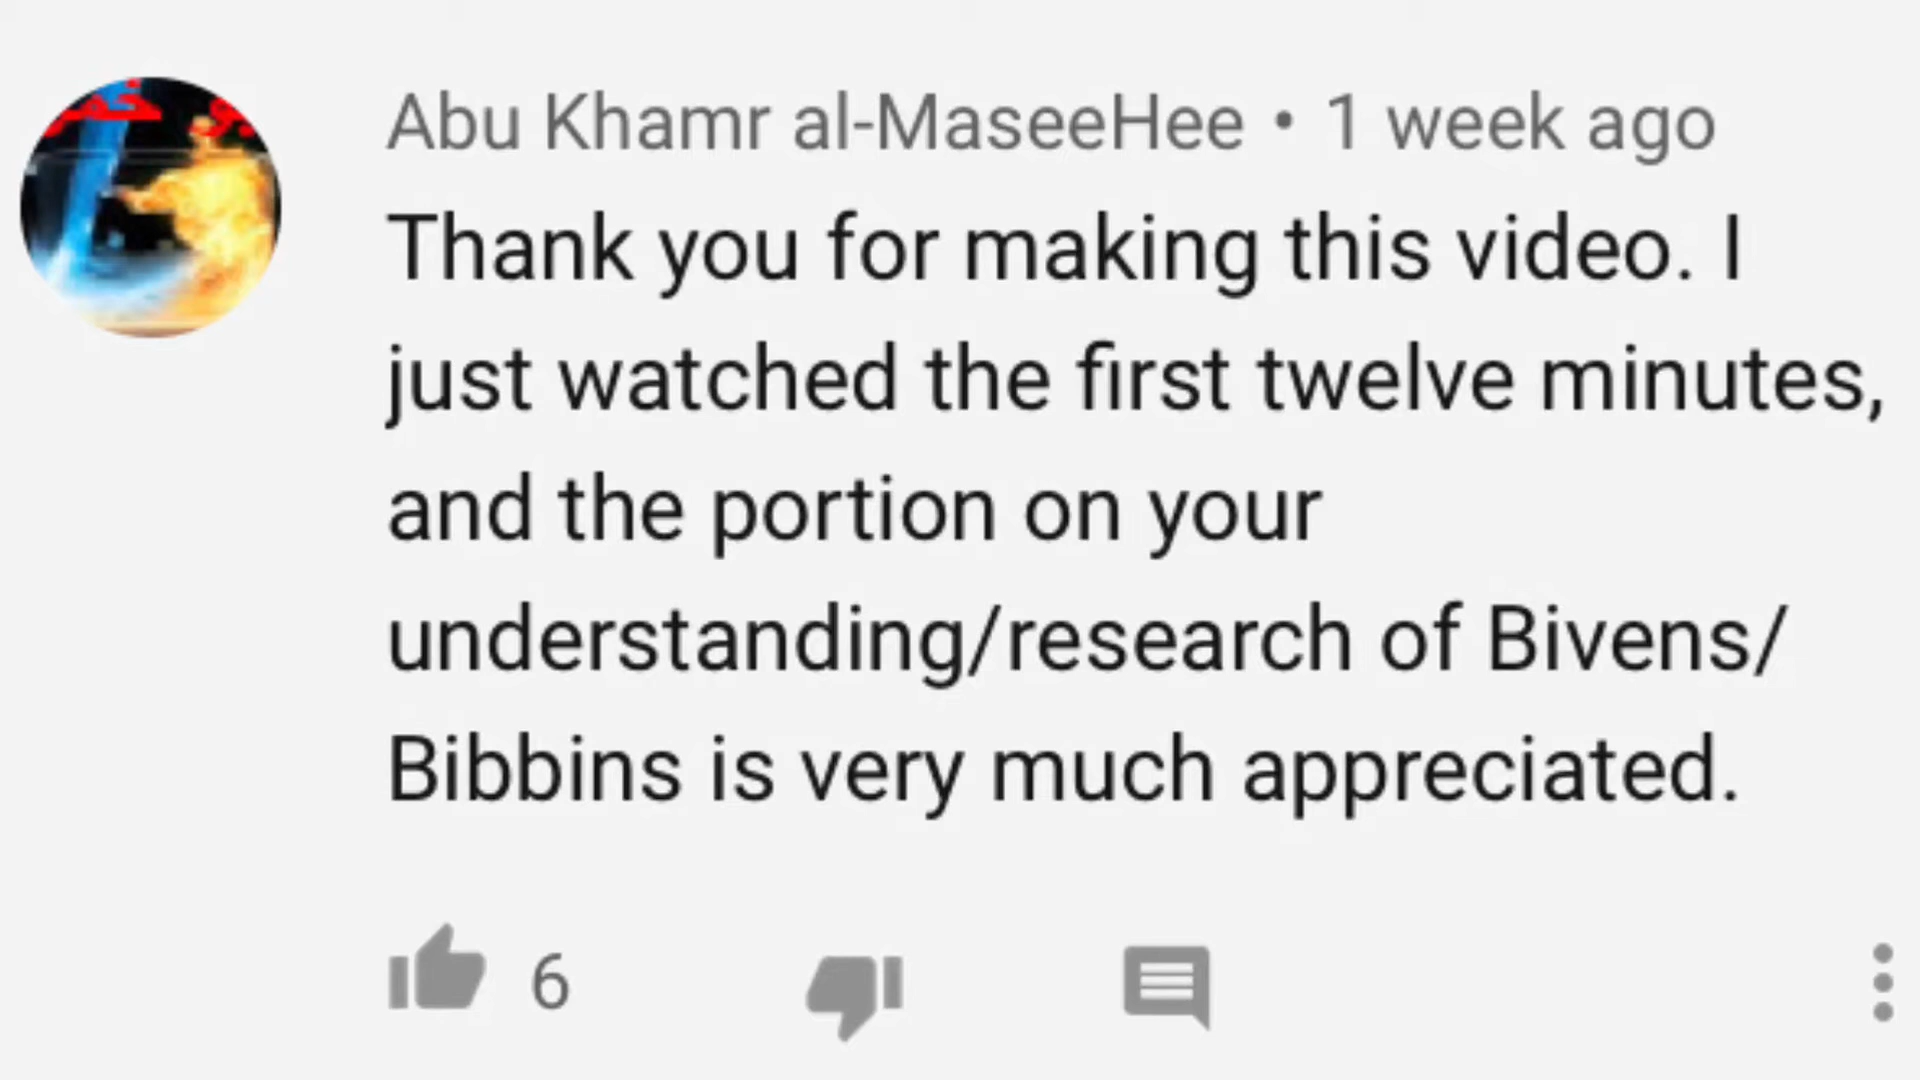 Abu Khamr al-MaseeHee • 1 week ago
Thank you for making this video. I
just watched the first twelve minutes,
and the portion on your
understanding/research of Bivens/
Bibbins is very much appreciated.
6